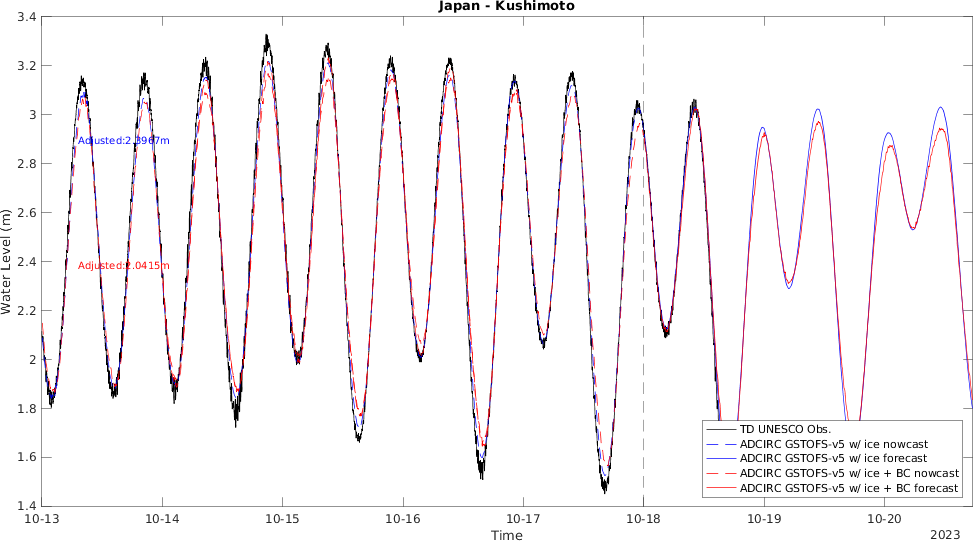 Japan - Kushimoto
3.4
3.2
3
2.8
2.6
2.4
2.2
2
1.8
1.6
1.4
Water Level (m)
Adjusted:2.3967m
Adjusted:2.0415m
TD UNESCO Obs.
ADCIRC GSTOFS-v5 w/ ice nowcast
ADCIRC GSTOFS-v5 w/ ice forecast
ADCIRC GSTOFS-v5 w/ ice + BC nowcast
ADCIRC GSTOFS-v5 w/ ice + BC forecast
10-13 10-14 10-15 10-16 10-17 10-18 10-19 10-20
Time
2023